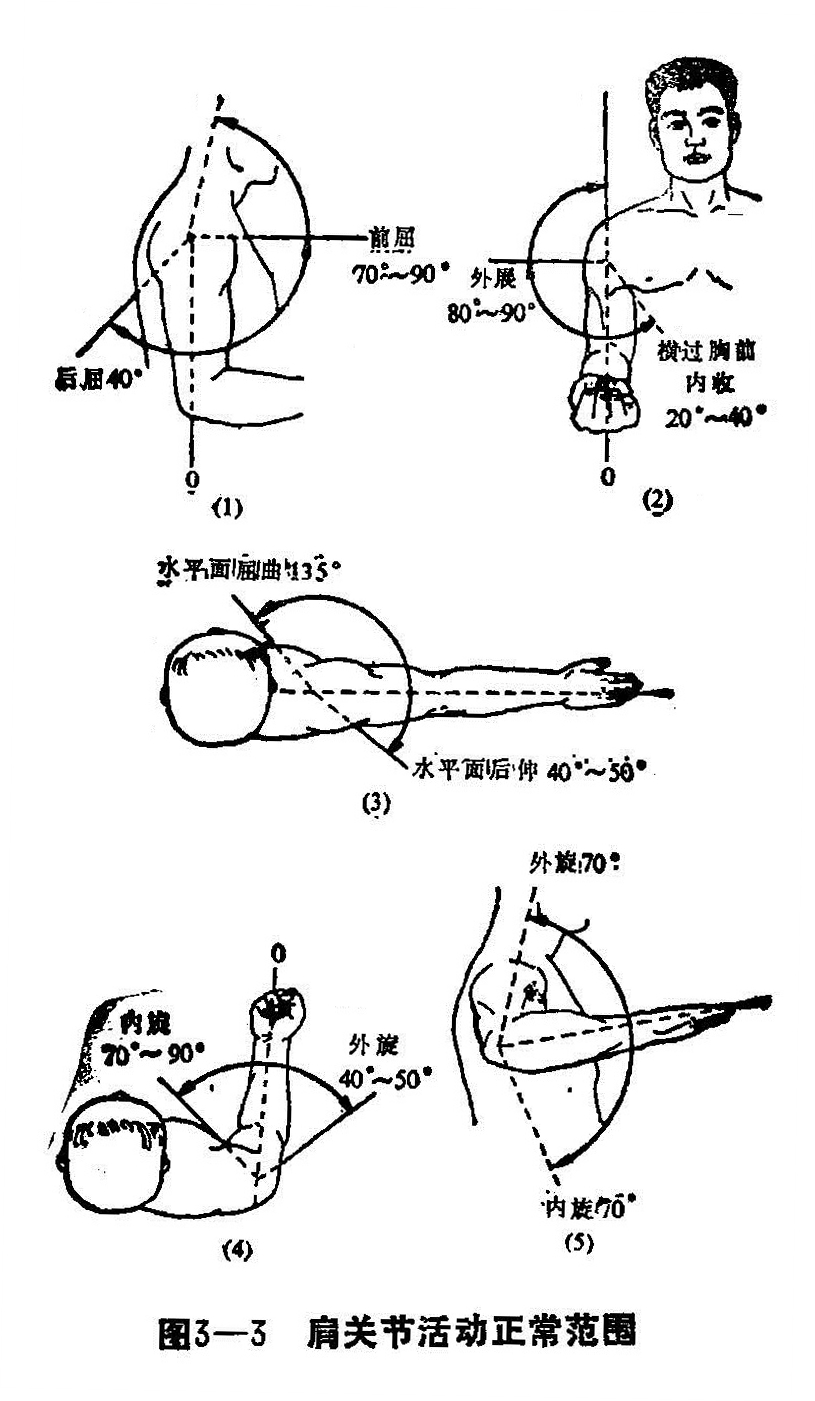 前屈
70°~90°
后屈40°
0
(1)
外展
80°~90°
横过胸前
内收
20°~40°
0
(2)
水平面屈曲135°
水平面后伸 40°~50°
(3)
0
内旋
70°~90°
外旋
40°~50°
(4)
外旋70°
内旋70°
(5)
图3—3 肩关节活动正常范围